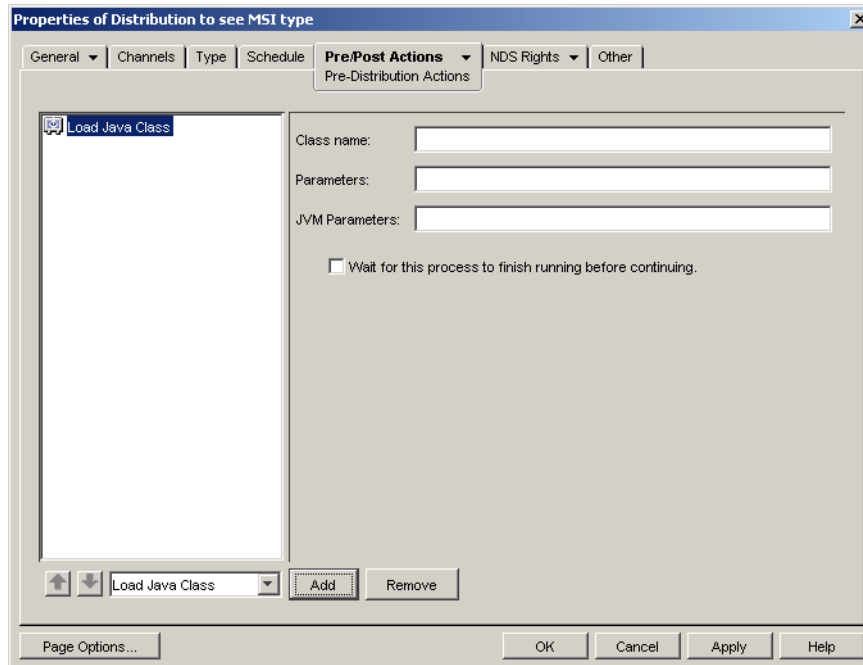 Properties of Distribution to see MSI type
General Channels Type Schedule Pre/Post Actions NDS Rights Other
Pre-Distribution Actions
Load Java Class
Class name:
Parameters:
JVM Parameters:
Wait for this process to finish running before continuing.
Load Java Class Add Remove
Page Options... OK Cancel Apply Help